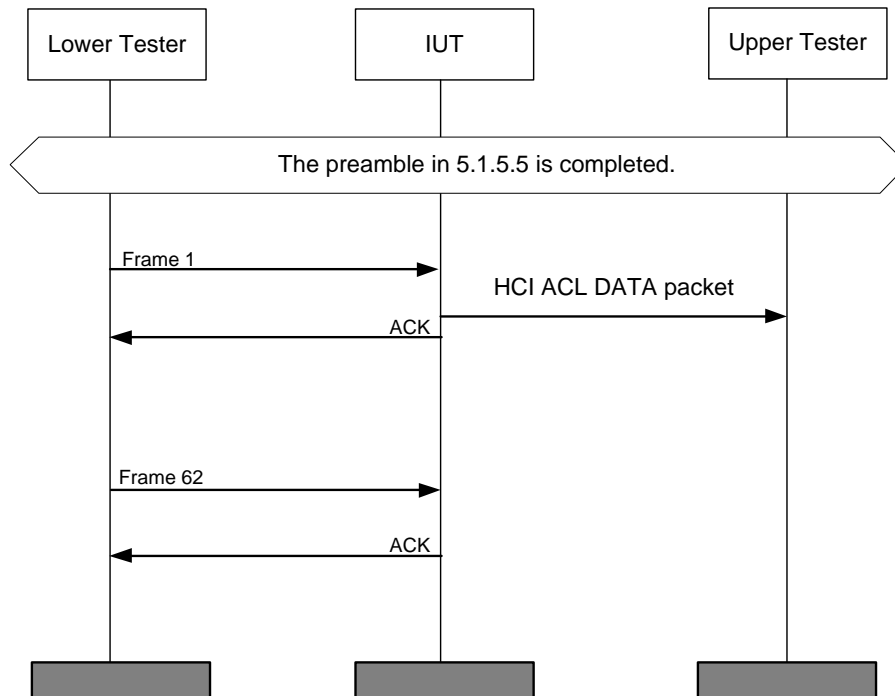 Lower Tester
IUT
Upper Tester
The preamble in 5.1.5.5 is completed.
Frame 1
HCI ACL DATA packet
ACK
Frame 62
ACK